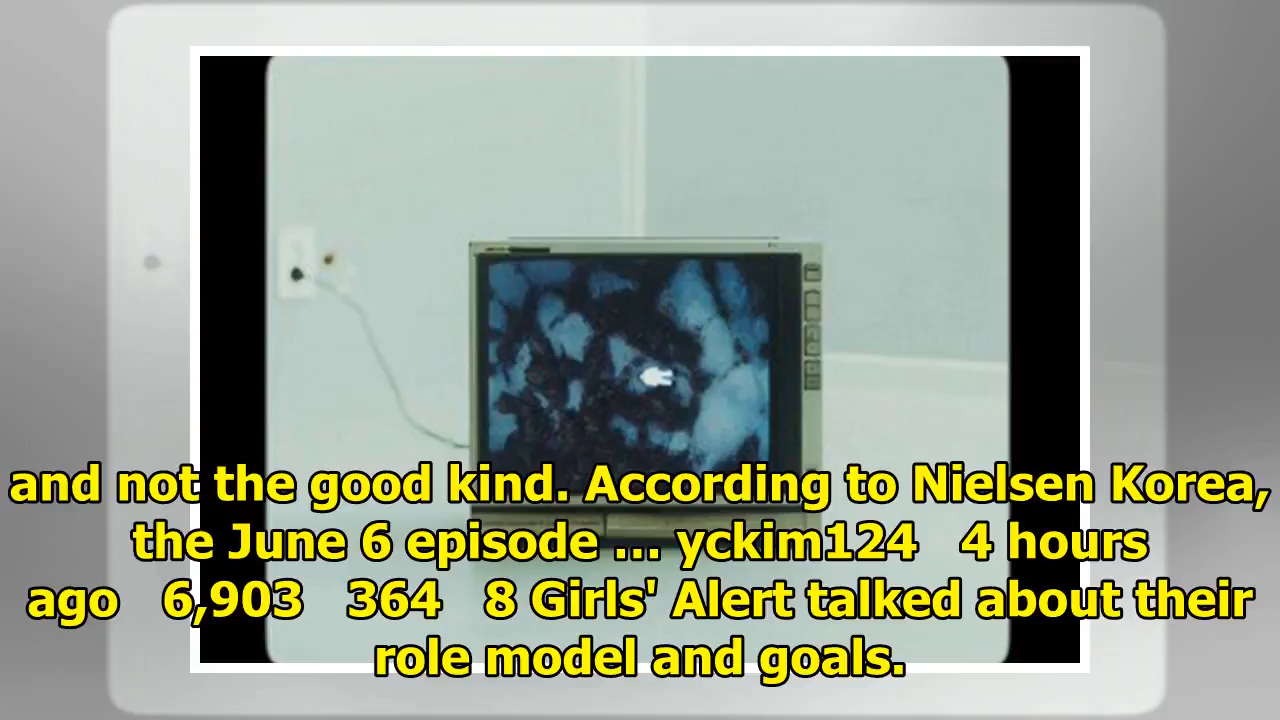 and not the good kind. According to Nielsen Korea,
the June 6 episode ... yckim124 4 hours
ago 6,903 364 8 Girls' Alert talked about their
role model and goals.